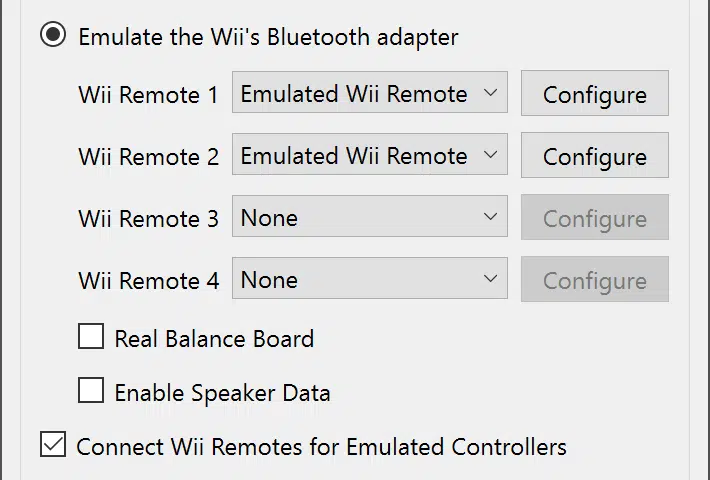 Emulate the Wii's Bluetooth adapter
Wii Remote 1 Emulated Wii Remote Configure
Wii Remote 2 Emulated Wii Remote Configure
Wii Remote 3 None Configure
Wii Remote 4 None Configure
Real Balance Board
Enable Speaker Data
Connect Wii Remotes for Emulated Controllers